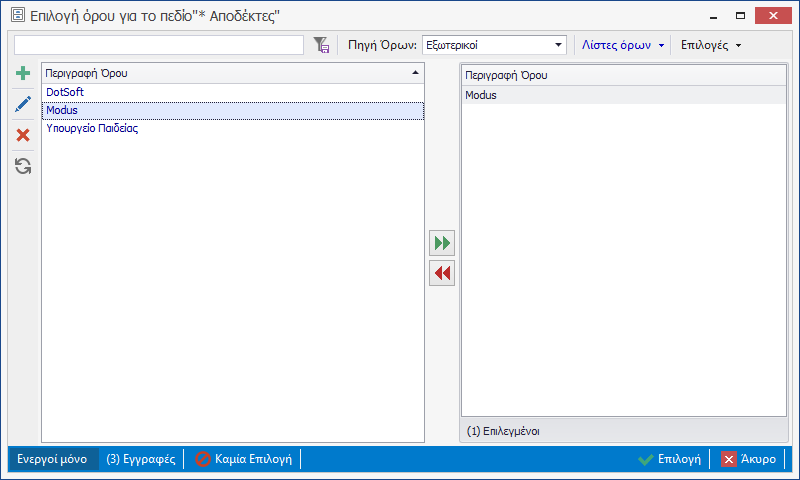 Επιλογή όρου για το πεδίο"* Αποδέκτες"
Πηγή Όρων: Εξωτερικοί Λίστες όρων Επιλογές
Περιγραφή Όρου
DotSoft
Modus
Υπουργείο Παιδείας
Περιγραφή Όρου
Modus
(1) Επιλεγμένοι
Ενεργοί μόνο (3) Εγγραφές Καμία Επιλογή Επιλογή Άκυρο